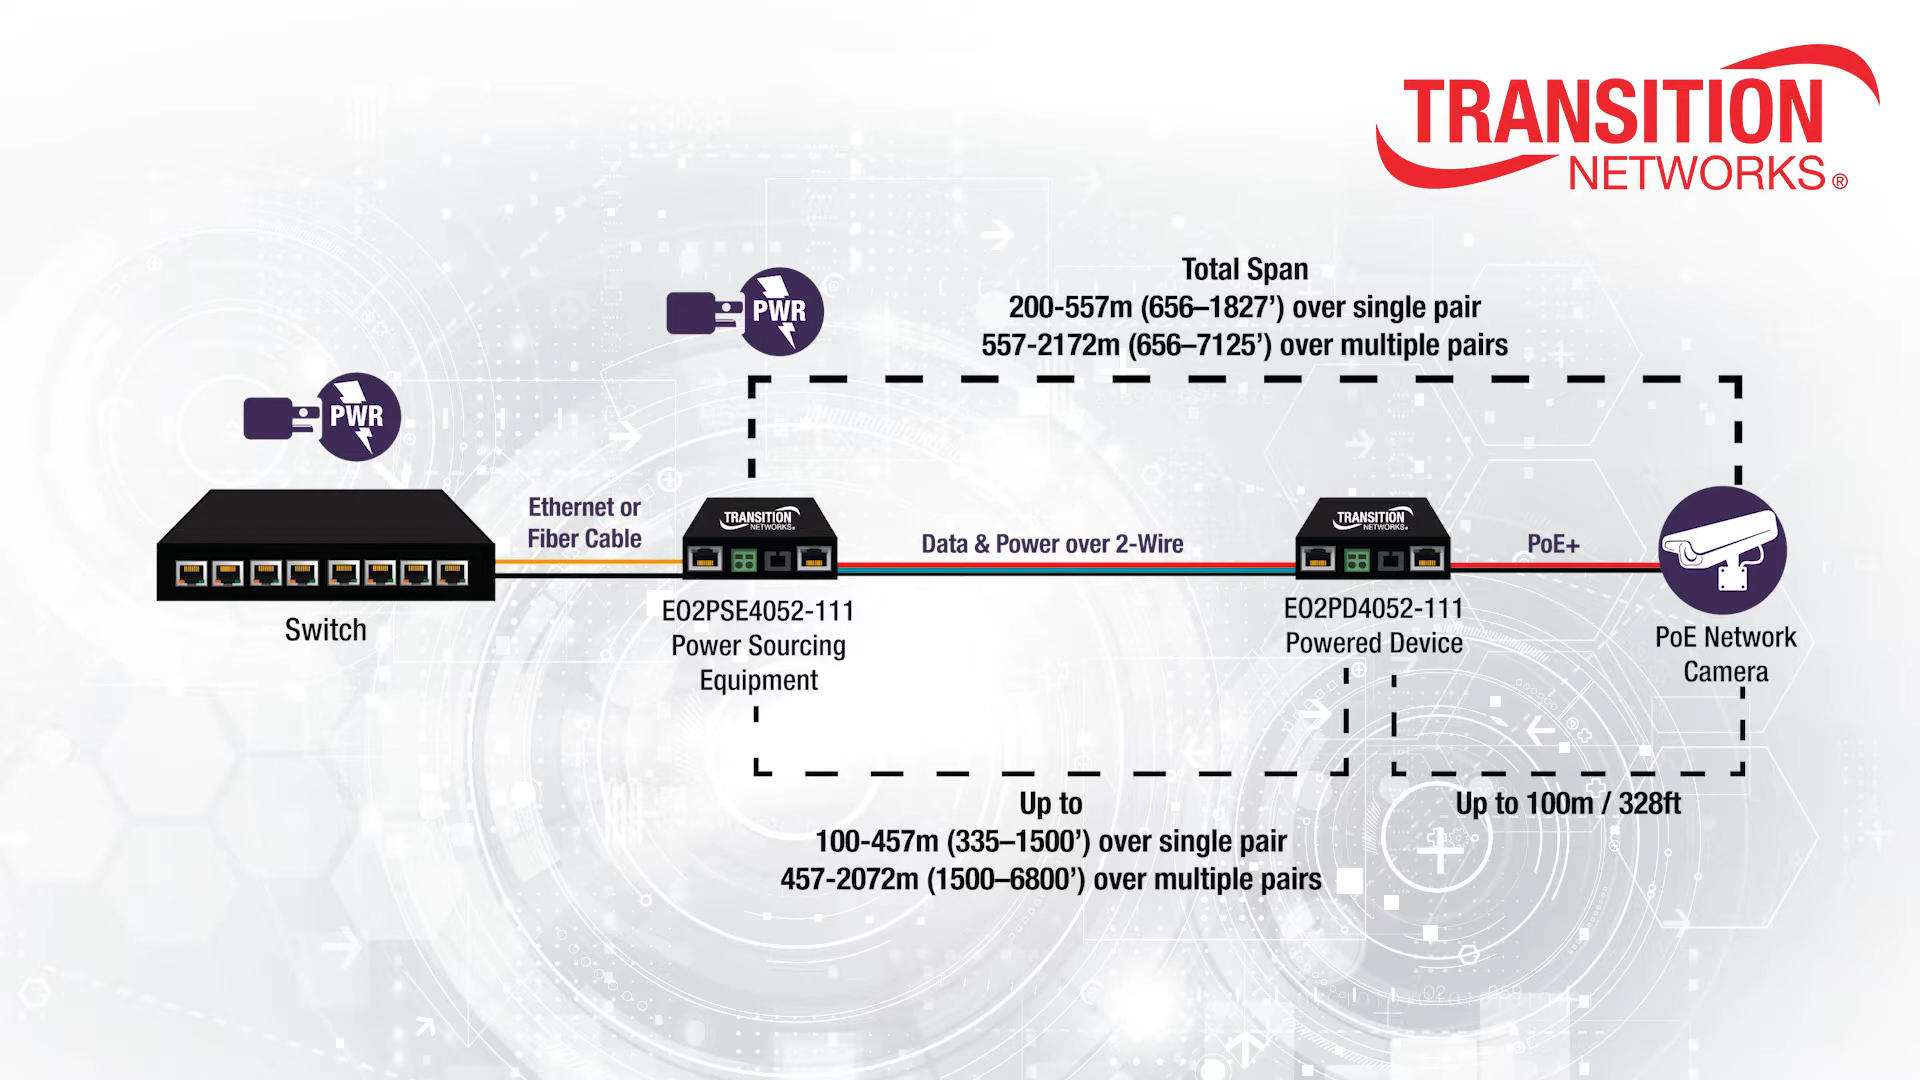 TRANSITION
NETWORKS®
Total Span
200-557m (656–1827’) over single pair
557-2172m (656–7125’) over multiple pairs
PWR
PWR
Ethernet or
Fiber Cable
TRANSITION
NETWORKS®
Data & Power over 2-Wire
TRANSITION
NETWORKS®
PoE+
Switch
EO2PSE4052-111
Power Sourcing
Equipment
EO2PD4052-111
Powered Device
PoE Network
Camera
Up to
100-457m (335–1500’) over single pair
457-2072m (1500–6800’) over multiple pairs
Up to 100m / 328ft